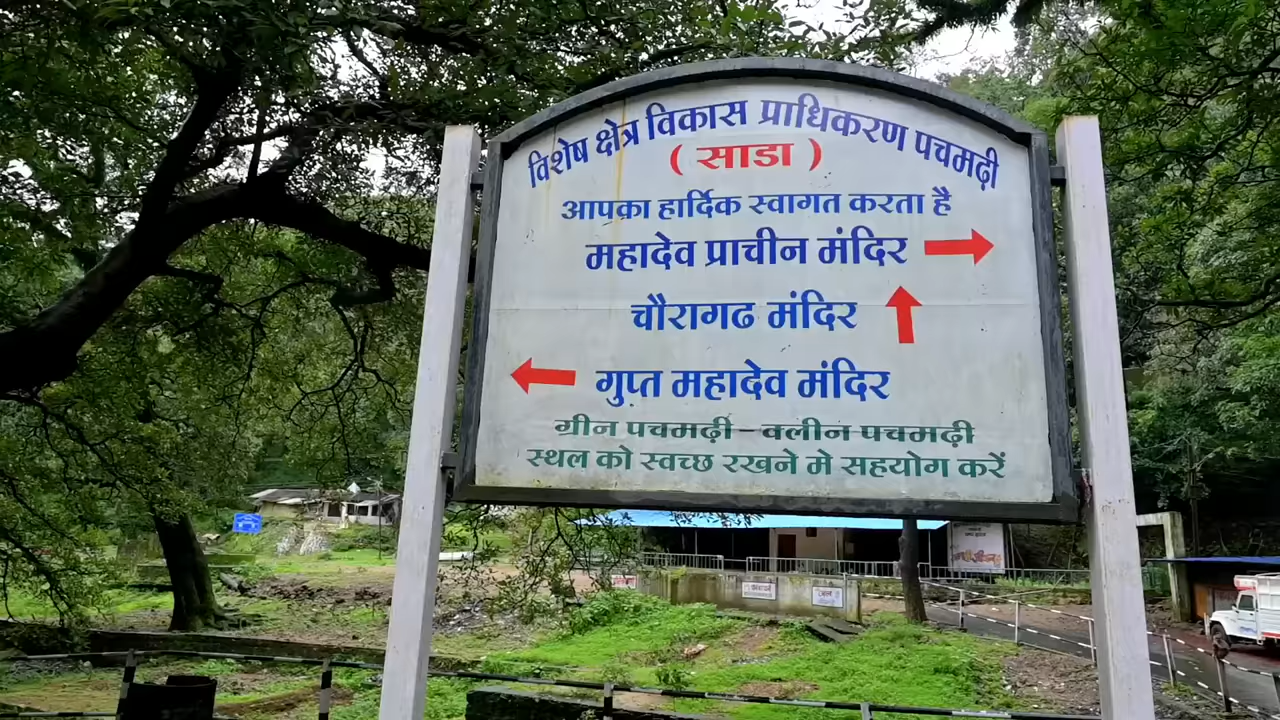 विशेष क्षेत्र विकास प्राधिकरण पचमढ़ी
( साडा )
आपका हार्दिक स्वागत करता है
महादेव प्राचीन मंदिर
चौरागढ मंदिर
गुप्त महादेव मंदिर
ग्रीन पचमढ़ी – क्लीन पचमढ़ी
स्थल को स्वच्छ रखने मे सहयोग करें